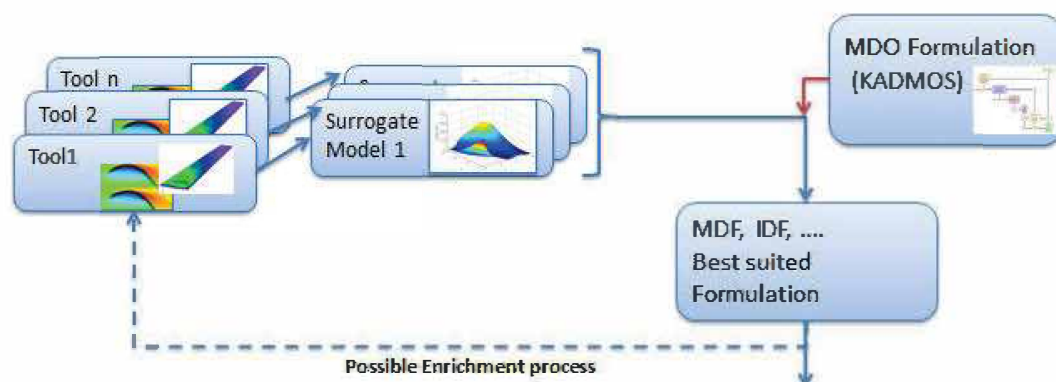 Tool n
Tool 2
Tool1
Surrogate
Model 1
MDO Formulation
(KADMOS)
MDF, IDF, ....
Best suited
Formulation
Possible Enrichment process